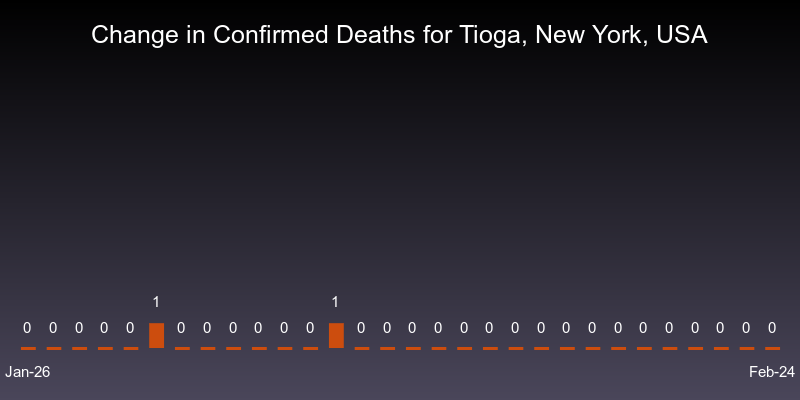 Change in Confirmed Deaths for Tioga, New York, USA
1 1
0 0 0 0 0 0 0 0 0 0 0 0 0 0 0 0 0 0 0 0 0 0 0 0 0 0 0 0
Jan-26 Feb-24